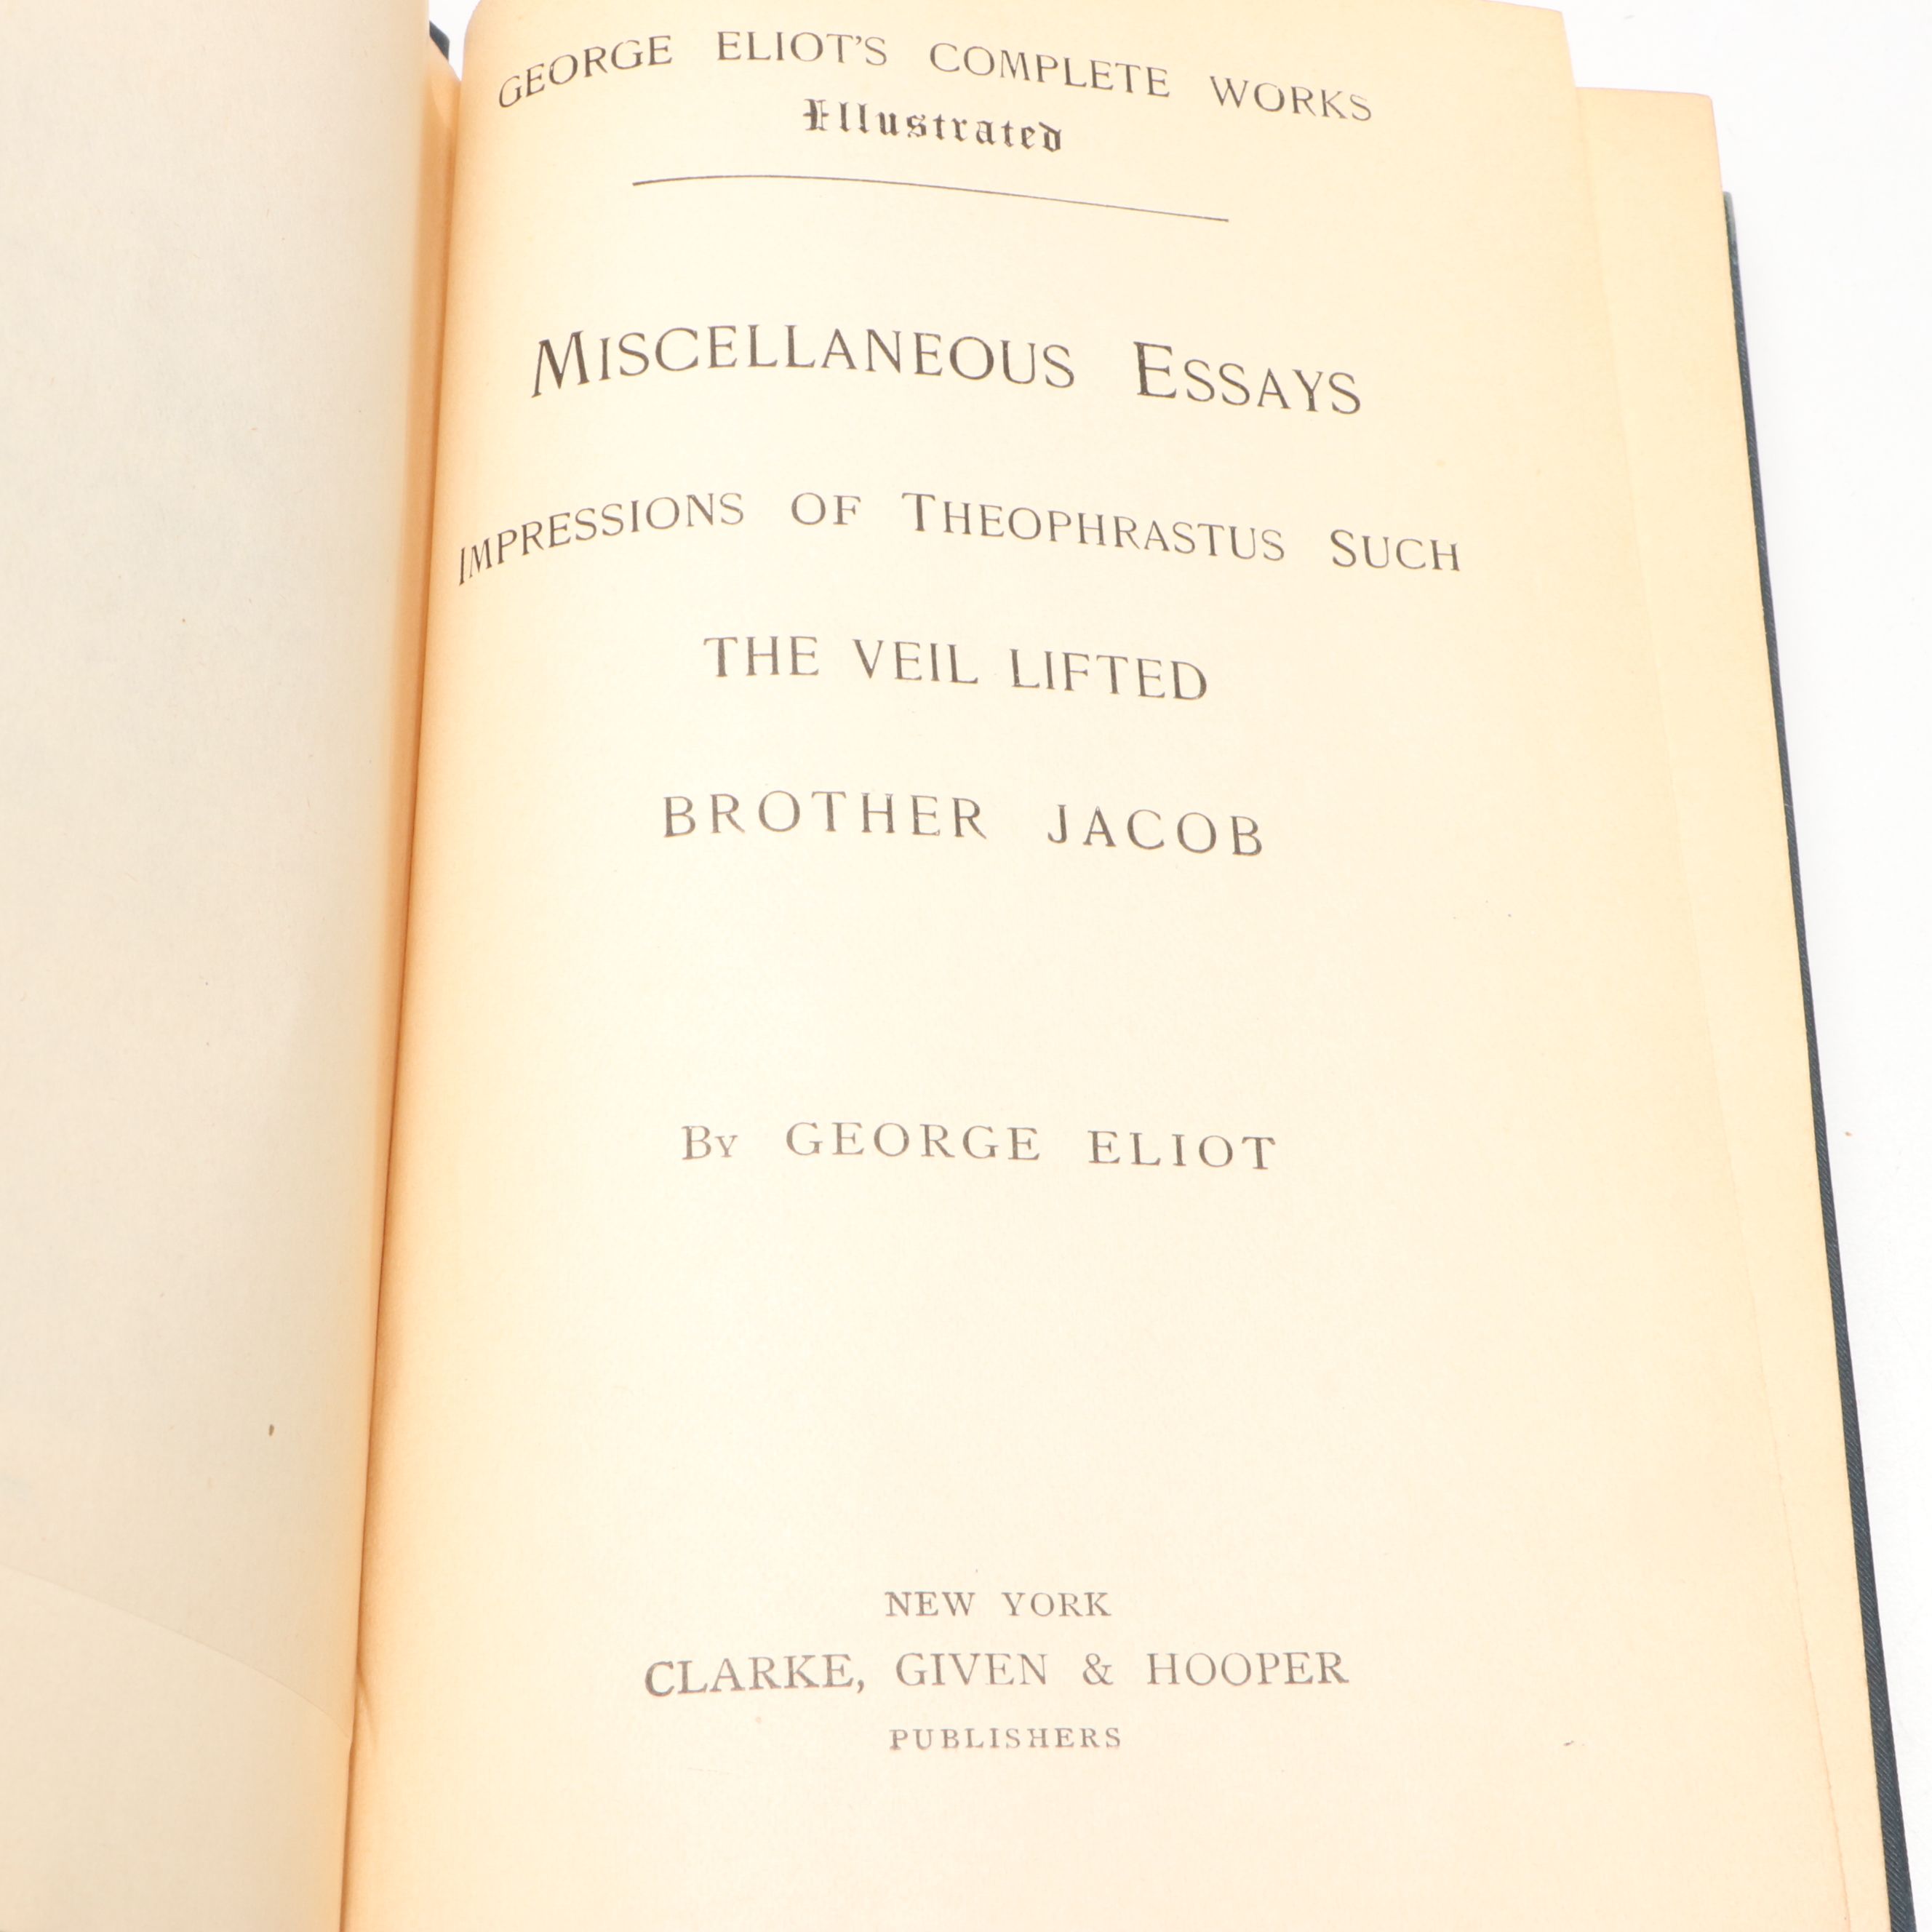 GEORGE ELIOT'S COMPLETE WORKS
Illustrated
MISCELLANEOUS ESSAYS
IMPRESSIONS OF THEOPHRASTUS SUCH
THE VEIL LIFTED
BROTHER JACOB
By GEORGE ELIOT
NEW YORK
CLARKE, GIVEN & HOOPER
PUBLISHERS